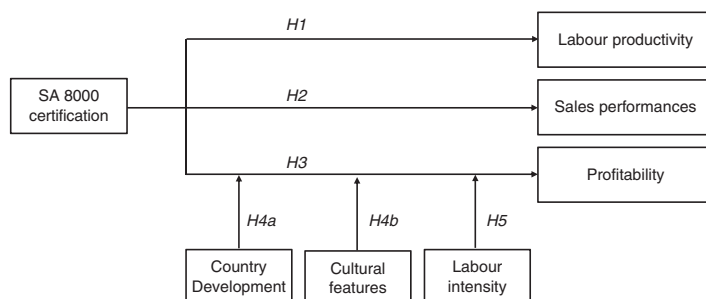 H1
Labour productivity
SA 8000
certification
H2
Sales performances
H3
Profitability
H4a
H4b
H5
Country
Development
Cultural
features
Labour
intensity